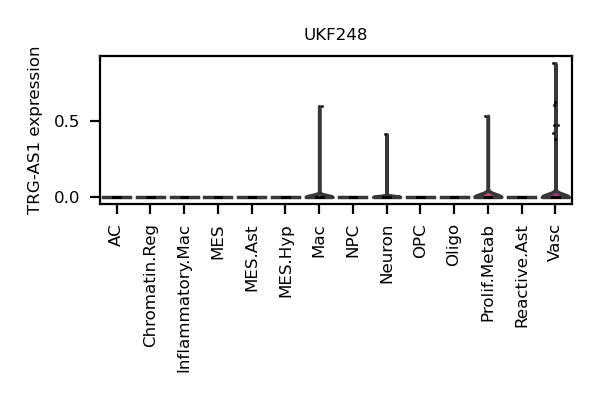 UKF248
TRG-AS1 expression
0.5
0.0
AC
Chromatin.Reg
Inflammatory.Mac
MES
MES.Ast
MES.Hyp
Mac
NPC
Neuron
OPC
Oligo
Prolif.Metab
Reactive.Ast
Vasc